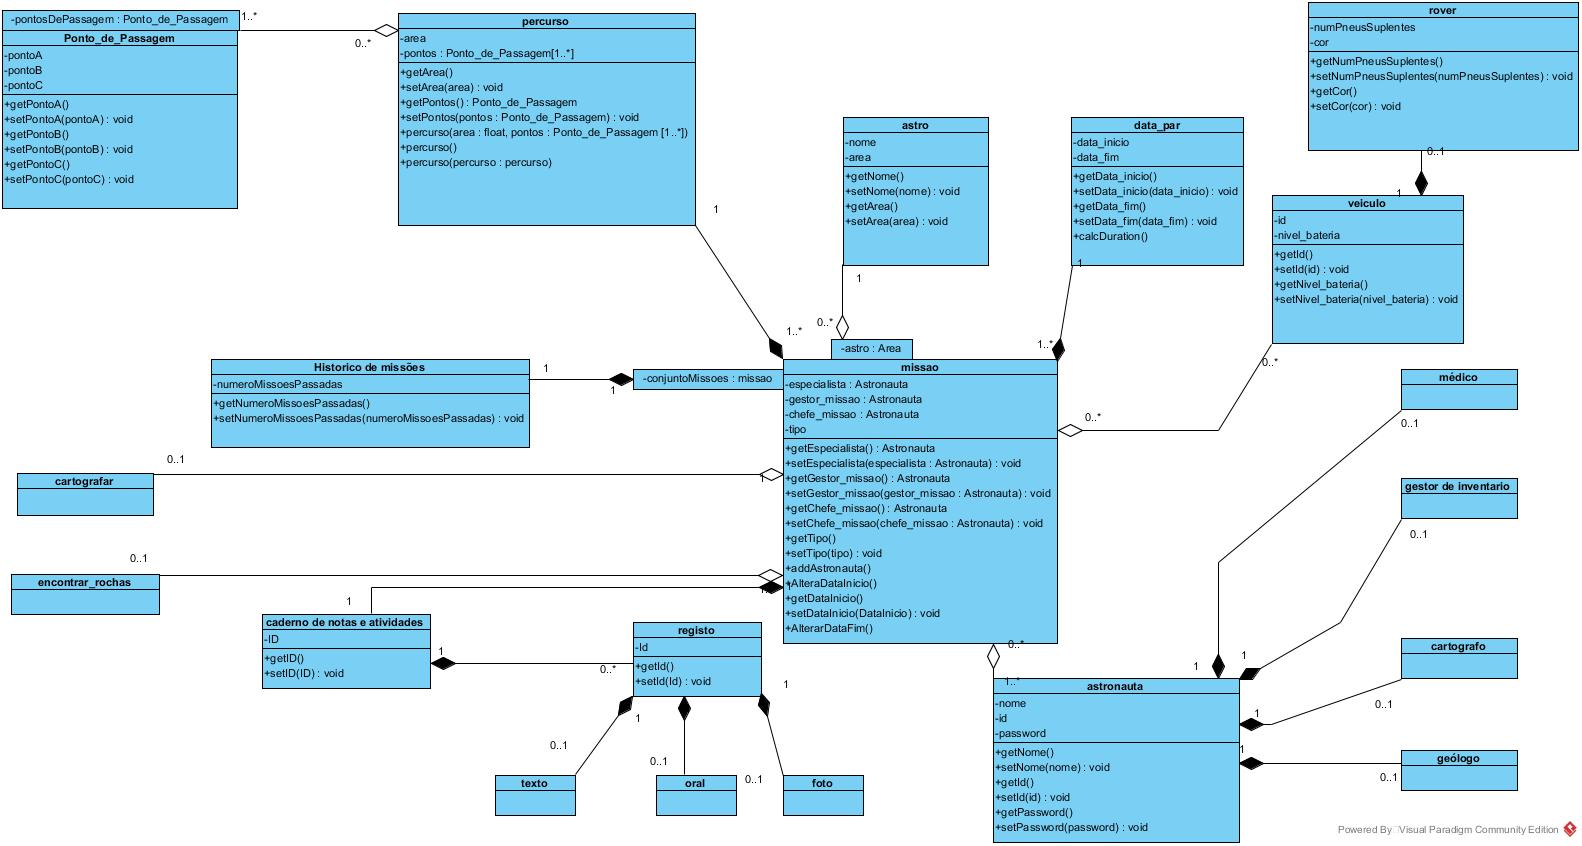 -pontosDePassagem : Ponto_de_Passagem
1..*
0..*
Ponto_de_Passagem
-pontoA
-pontoB
-pontoC
+getPontoA()
+setPontoA(pontoA) : void
+getPontoB()
+setPontoB(pontoB) : void
+getPontoC()
+setPontoC(pontoC) : void
percurso
-area
-pontos : Ponto_de_Passagem[1..*]
+getArea()
+setArea(area) : void
+getPontos() : Ponto_de_Passagem
+setPontos(pontos : Ponto_de_Passagem) : void
+percurso(area : float, pontos : Ponto_de_Passagem [1..*])
+percurso()
+percurso(percurso : percurso)
1
1..*
astro
-nome
-area
+getNome()
+setNome(nome) : void
+getArea()
+setArea(area) : void
1
0..*
-astro : Area
data_par
-data_inicio
-data_fim
+getData_inicio()
+setData_inicio(data_inicio) : void
+getData_fim()
+setData_fim(data_fim) : void
+calcDuration()
1
1..*
rover
-numPneusSuplentes
-cor
+getNumPneusSuplentes()
+setNumPneusSuplentes(numPneusSuplentes) : void
+getCor()
+setCor(cor) : void
0..1
1
veiculo
-id
-nivel_bateria
+getId()
+setId(id) : void
+getNivel_bateria()
+setNivel_bateria(nivel_bateria) : void
0..*
0..*
Historico de missões
-numeroMissoesPassadas
+getNumeroMissoesPassadas()
+setNumeroMissoesPassadas(numeroMissoesPassadas) : void
1
1
-conjuntoMissoes : missao
missao
-especialista : Astronauta
-gestor_missao : Astronauta
-chefe_missao : Astronauta
-tipo
+getEspecialista() : Astronauta
+setEspecialista(especialista : Astronauta) : void
+getGestor_missao() : Astronauta
+setGestor_missao(gestor_missao : Astronauta) : void
+getChefe_missao() : Astronauta
+setChefe_missao(chefe_missao : Astronauta) : void
+getTipo()
+setTipo(tipo) : void
+addAstronauta()
+AlteraDataInicio()
+getDataInicio()
+setDataInicio(DataInicio) : void
+AlterarDataFim()
cartografar
0..1
1
encontrar_rochas
0..1
caderno de notas e atividades
-ID
+getID()
+setID(ID) : void
1
1
0..*
registo
-Id
+getId()
+setId(Id) : void
1
1
0..1
0..1
0..1
texto
oral
foto
0..*
1..*
astronauta
-nome
-id
-password
+getNome()
+setNome(nome) : void
+getId()
+setId(id) : void
+getPassword()
+setPassword(password) : void
médico
0..1
1
gestor de inventario
0..1
1
cartografo
0..1
1
geólogo
0..1
1
Powered By Visual Paradigm Community Edition